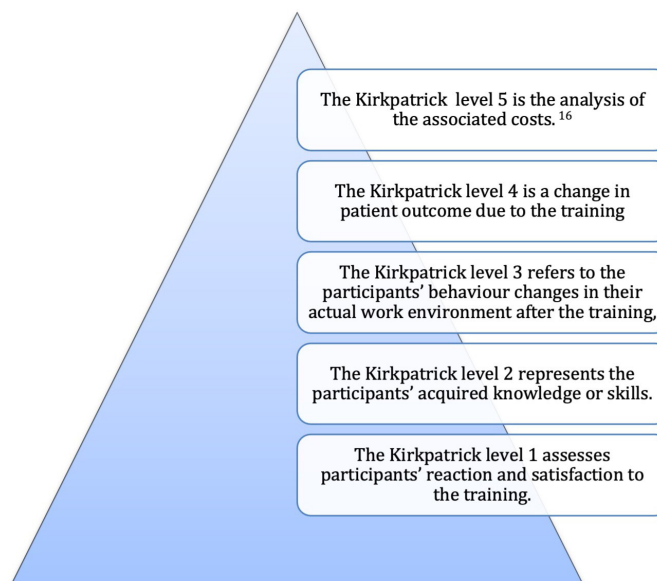 The Kirkpatrick level 5 is the analysis of
the associated costs. 16
The Kirkpatrick level 4 is a change in
patient outcome due to the training
The Kirkpatrick level 3 refers to the
participants’ behaviour changes in their
actual work environment after the training,
The Kirkpatrick level 2 represents the
participants’ acquired knowledge or skills.
The Kirkpatrick level 1 assesses
participants’ reaction and satisfaction to
the training.